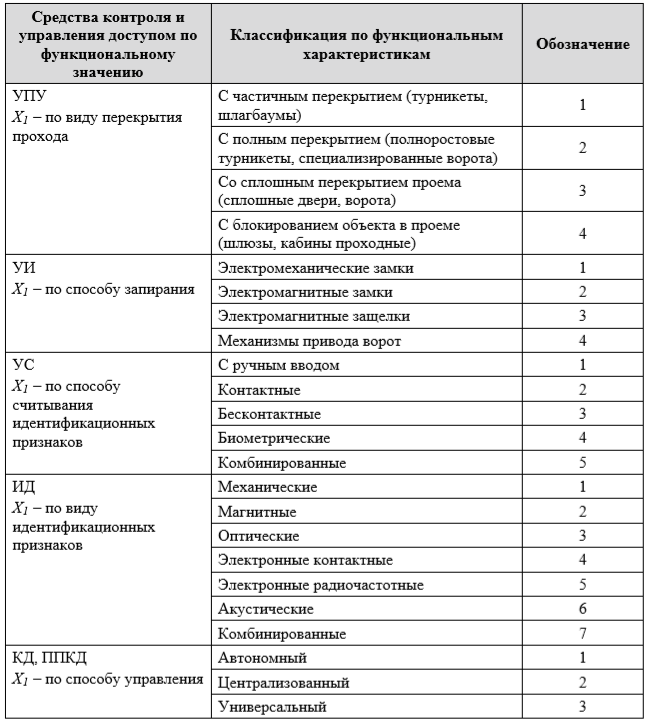 Средства контроля и
управления доступом по
функциональному
значению
Классификация по функциональным
характеристикам
Обозначение
УПУ
X1 – по виду перекрытия
прохода
С частичным перекрытием (турникеты,
шлагбаумы)
1
С полным перекрытием (полноростовые
турникеты, специализированные ворота)
2
Со сплошным перекрытием проема
(сплошные двери, ворота)
3
С блокированием объекта в проеме
(шлюзы, кабины проходные)
4
УИ
X1 – по способу запирания
Электромеханические замки
1
Электромагнитные замки
2
Электромагнитные защелки
3
Механизмы привода ворот
4
УС
X1 – по способу
считывания
идентификационных
признаков
С ручным вводом
1
Контактные
2
Бесконтактные
3
Биометрические
4
Комбинированные
5
ИД
X1 – по виду
идентификационных
признаков
Механические
1
Магнитные
2
Оптические
3
Электронные контактные
4
Электронные радиочастотные
5
Акустические
6
Комбинированные
7
КД, ППКД
X1 – по способу управления
Автономный
1
Централизованный
2
Универсальный
3